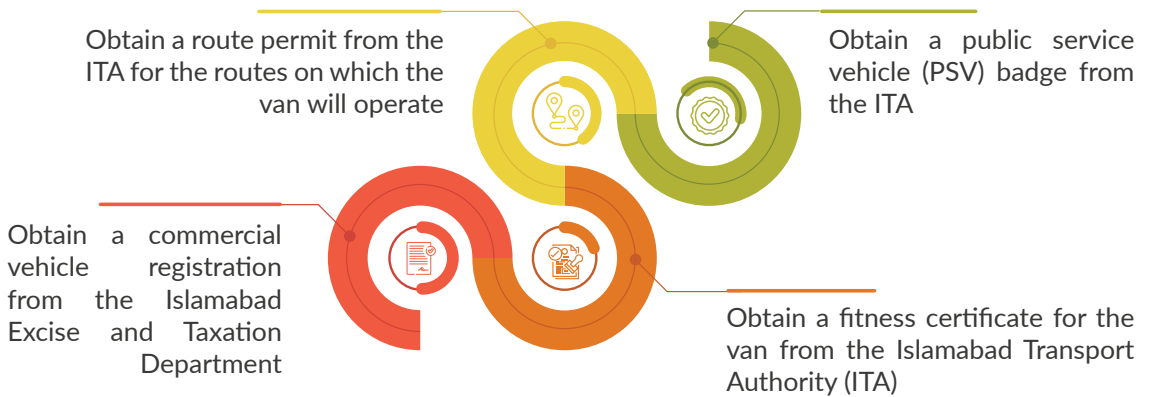 Obtain a route permit from the
ITA for the routes on which the
van will operate
Obtain a public service
vehicle (PSV) badge from
the ITA
Obtain a commercial
vehicle registration
from the Islamabad
Excise and Taxation
Department
Obtain a fitness certificate for the
van from the Islamabad Transport
Authority (ITA)